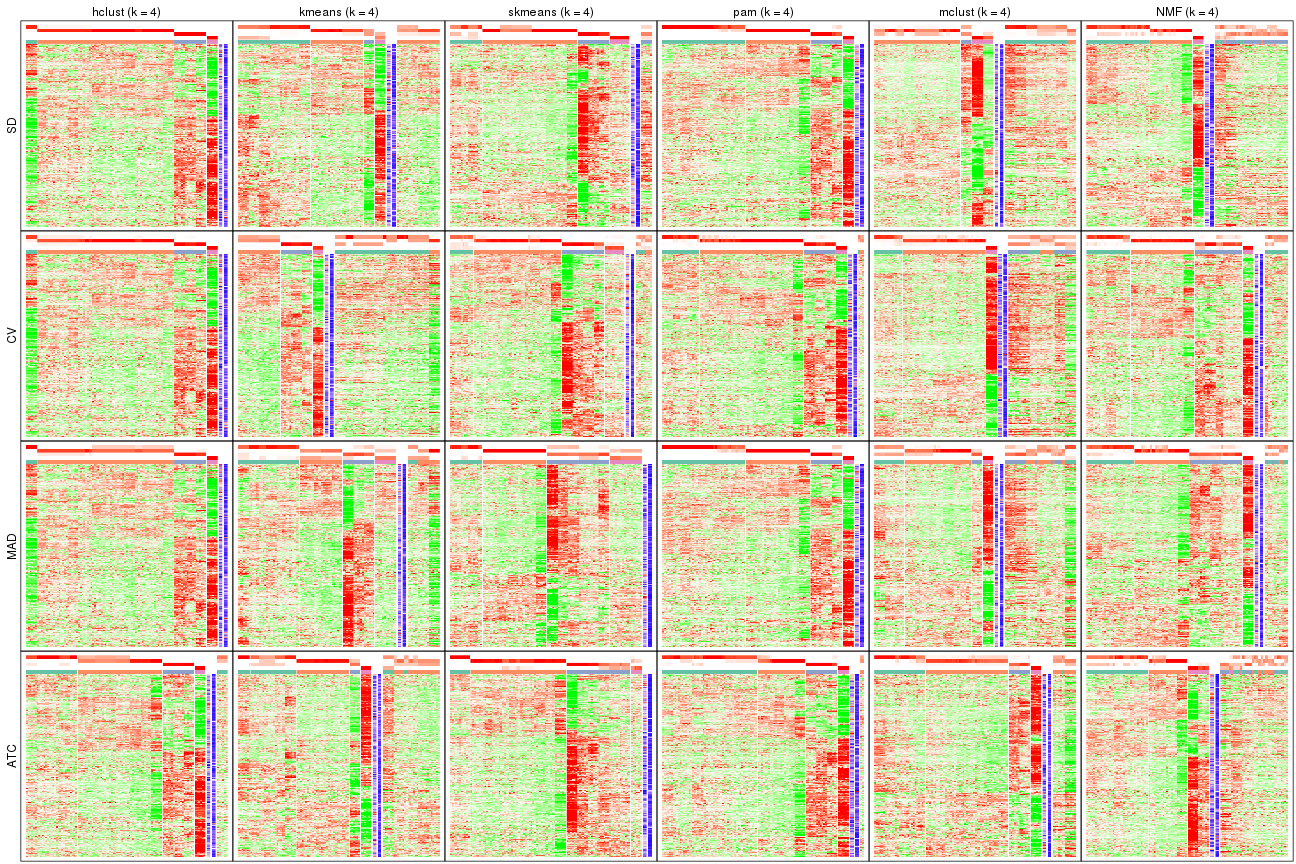 hclust (k = 4) kmeans (k = 4) skmeans (k = 4) pam (k = 4) mclust (k = 4) NMF (k = 4)
SD
CV
MAD
ATC